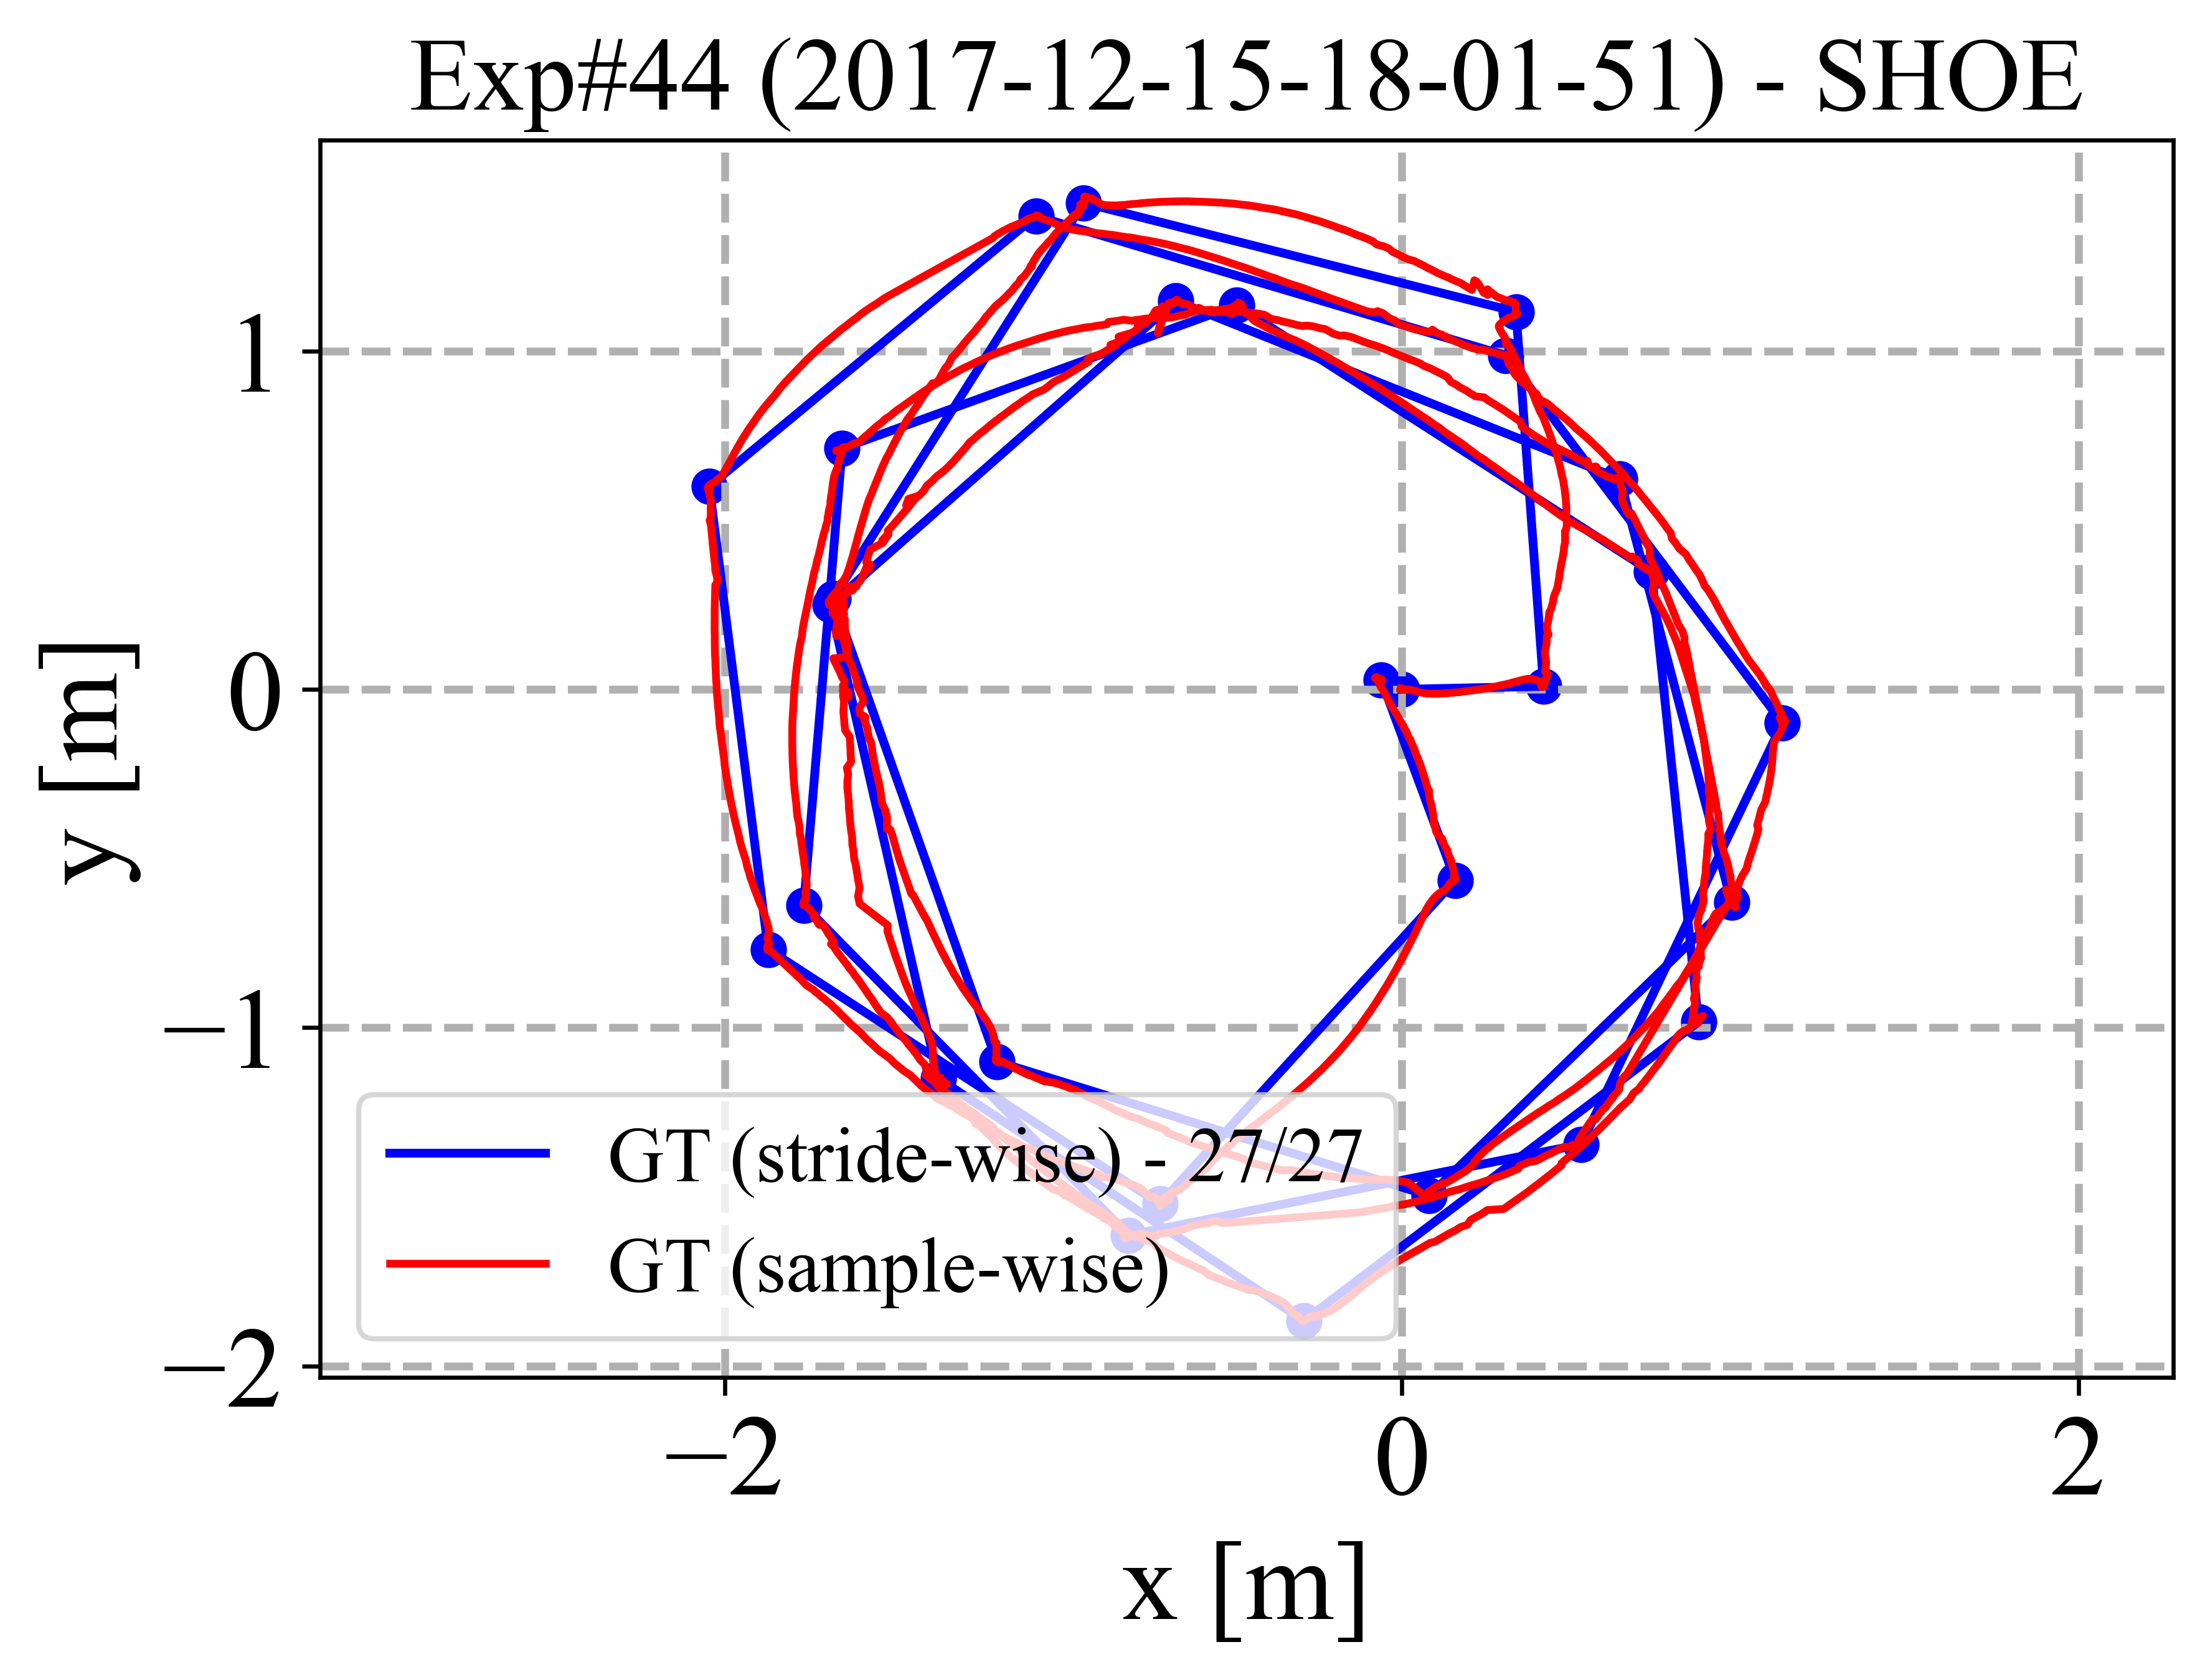 Exp#44 (2017-12-15-18-01-51) - SHOE
1
0
−1
−2
y [m]
GT (stride-wise) - 27/27
GT (sample-wise)
−2
0
2
x [m]